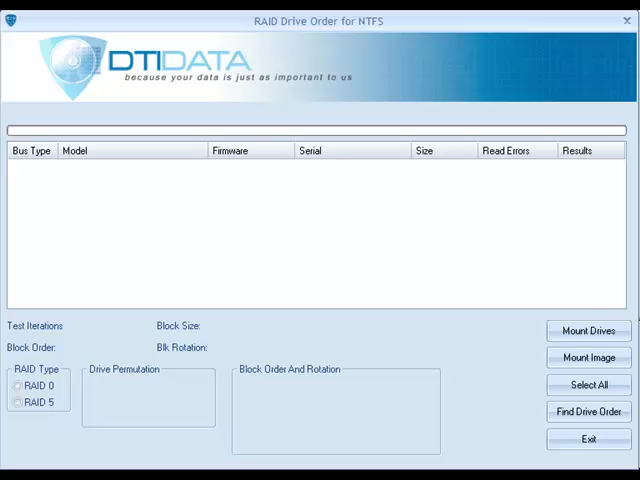 RAID Drive Order for NTFS
DTIDATA
because your data is just as important to us
Bus Type Model Firmware Serial Size Read Errors Results
Test Iterations Block Size:
Block Order: Blk Rotation:
RAID Type Drive Permutation Block Order And Rotation
RAID 0
RAID 5
Mount Drives
Mount Image
Select All
Find Drive Order
Exit